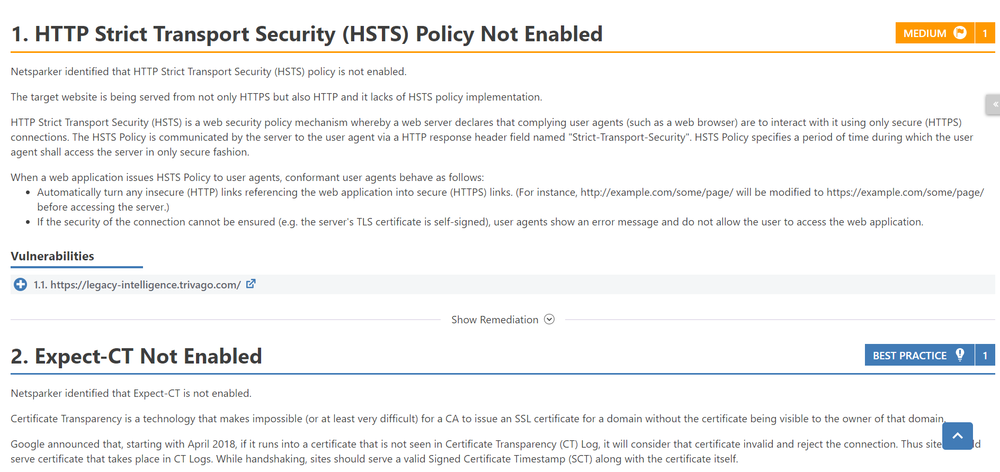 1. HTTP Strict Transport Security (HSTS) Policy Not Enabled
MEDIUM 1
Netsparker identified that HTTP Strict Transport Security (HSTS) policy is not enabled.
The target website is being served from not only HTTPS but also HTTP and it lacks of HSTS policy implementation.
HTTP Strict Transport Security (HSTS) is a web security policy mechanism whereby a web server declares that complying user agents (such as a web browser) are to interact with it using only secure (HTTPS)
connections. The HSTS Policy is communicated by the server to the user agent via a HTTP response header field named "Strict-Transport-Security". HSTS Policy specifies a period of time during which the user
agent shall access the server in only secure fashion.
When a web application issues HSTS Policy to user agents, conformant user agents behave as follows:
• Automatically turn any insecure (HTTP) links referencing the web application into secure (HTTPS) links. (For instance, http://example.com/some/page/ will be modified to https://example.com/some/page/
before accessing the server.)
• If the security of the connection cannot be ensured (e.g. the server's TLS certificate is self-signed), user agents show an error message and do not allow the user to access the web application.
Vulnerabilities
1.1. https://legacy-intelligence.trivago.com/
Show Remediation
2. Expect-CT Not Enabled
BEST PRACTICE 1
Netsparker identified that Expect-CT is not enabled.
Certificate Transparency is a technology that makes impossible (or at least very difficult) for a CA to issue an SSL certificate for a domain without the certificate being visible to the owner of that domain.
Google announced that, starting with April 2018, if it runs into a certificate that is not seen in Certificate Transparency (CT) Log, it will consider that certificate invalid and reject the connection. Thus
serve certificate that takes place in CT Logs. While handshaking, sites should serve a valid Signed Certificate Timestamp (SCT) along with the certificate itself.